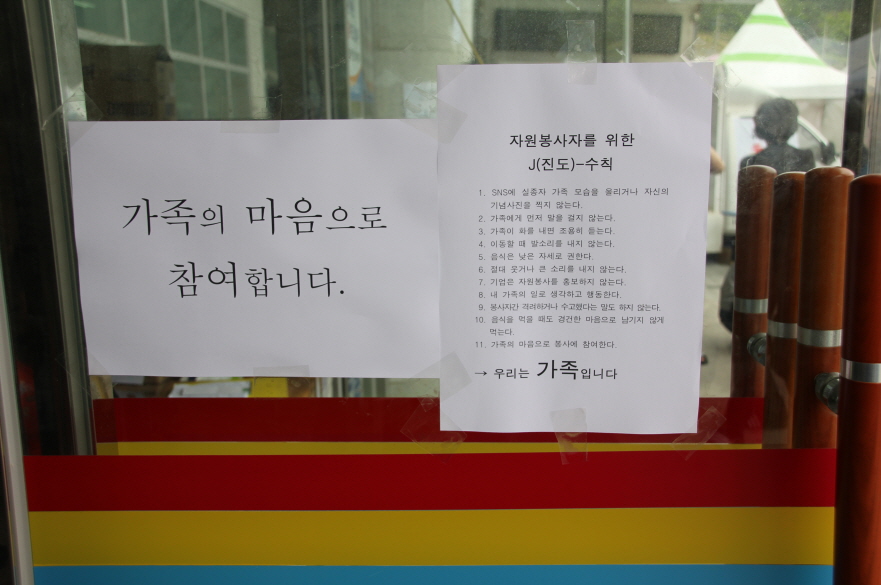 가족의 마음으로
참여합니다.
자원봉사자를 위한
J(진도)-수칙
1. SNS에 실종자 가족 모습을 올리거나 자신의
기념사진을 찍지 않는다.
2. 가족에게 먼저 말을 걸지 않는다.
3. 가족이 화를 내면 조용히 듣는다.
4. 이동할 때 발소리를 내지 않는다.
5. 음식은 낮은 자세로 권한다.
6. 절대 웃거나 큰 소리를 내지 않는다.
7. 기업은 자원봉사를 홍보하지 않는다.
8. 내 가족의 일로 생각하고 행동한다.
9. 봉사자간 격려하거나 수고했다는 말도 하지 않는다.
10. 음식을 먹을 때도 경건한 마음으로 남기지 않게
먹는다.
11. 가족의 마음으로 봉사에 참여한다.
→ 우리는 가족입니다